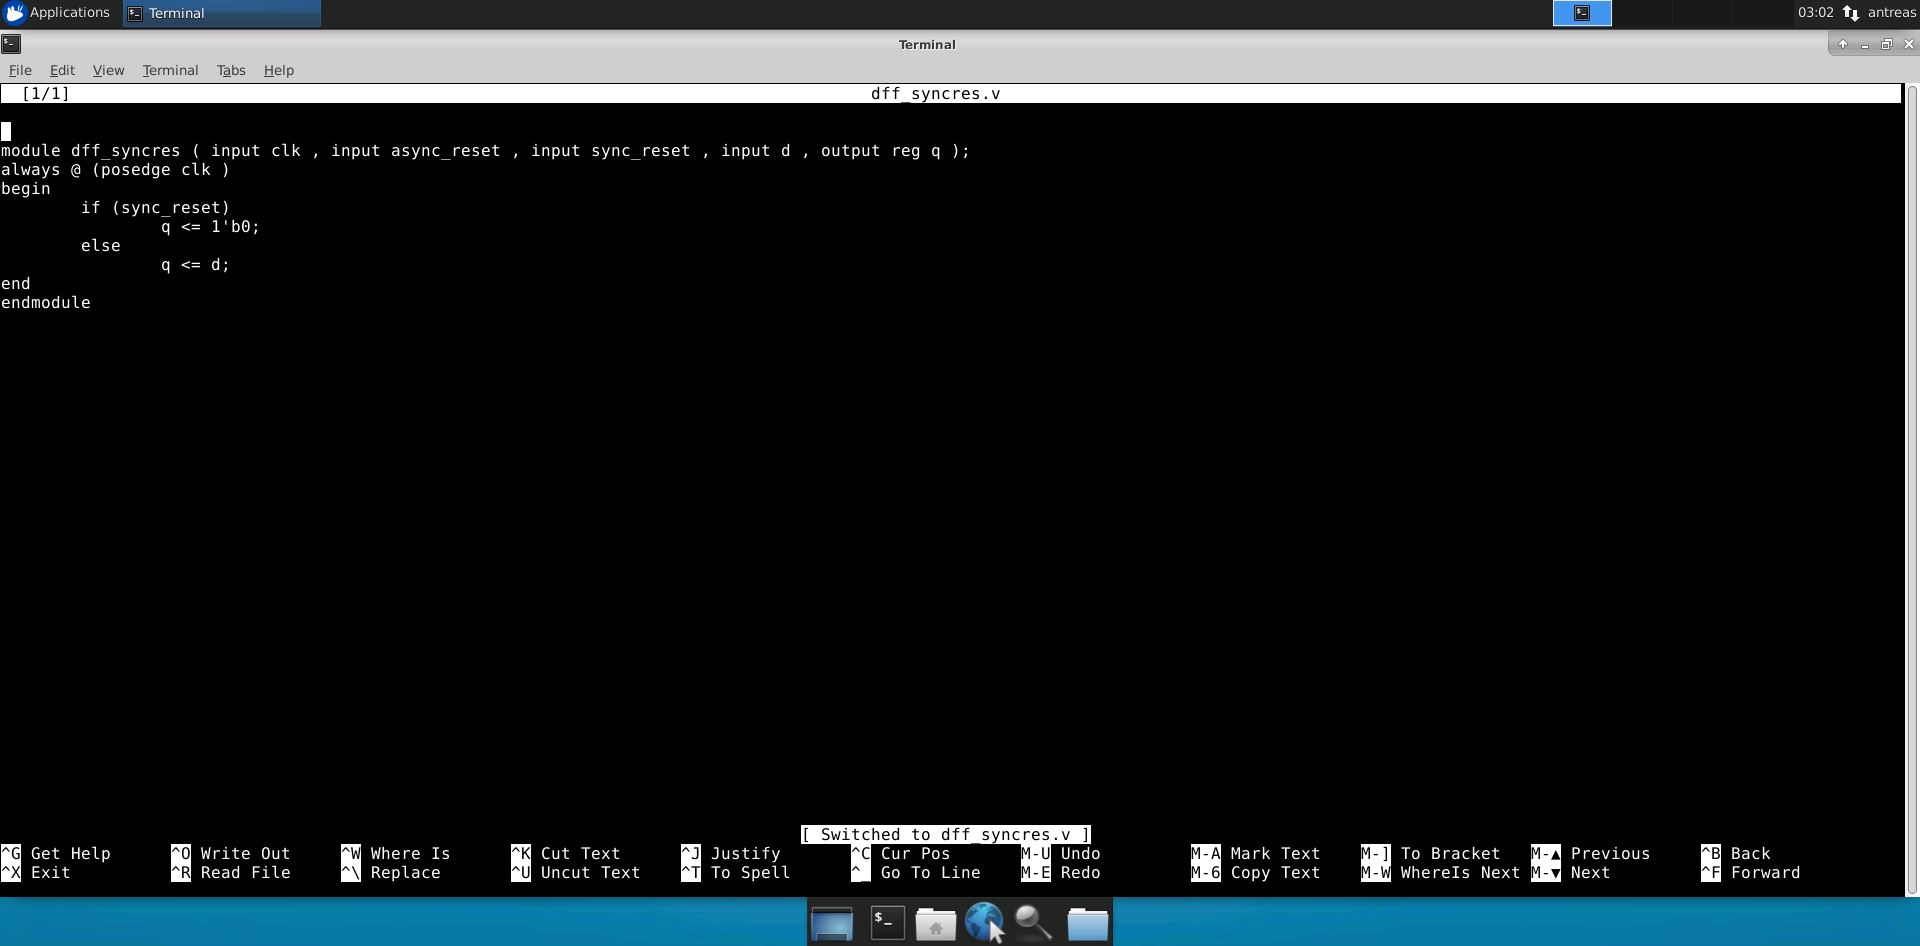 Applications Terminal 03:02 antreas
Terminal
File Edit View Terminal Tabs Help
[1/1] dff_syncres.v
module dff_syncres ( input clk , input async_reset , input sync_reset , input d , output reg q );
always @ (posedge clk )
begin
if (sync_reset)
q <= 1'b0;
else
q <= d;
end
endmodule
[ Switched to dff_syncres.v ]
^G Get Help ^O Write Out ^W Where Is ^K Cut Text ^J Justify ^C Cur Pos M-U Undo M-A Mark Text M-] To Bracket M-▲ Previous ^B Back
^X Exit ^R Read File ^\ Replace ^U Uncut Text ^T To Spell ^_ Go To Line M-E Redo M-6 Copy Text M-W WhereIs Next M-▼ Next ^F Forward
$_